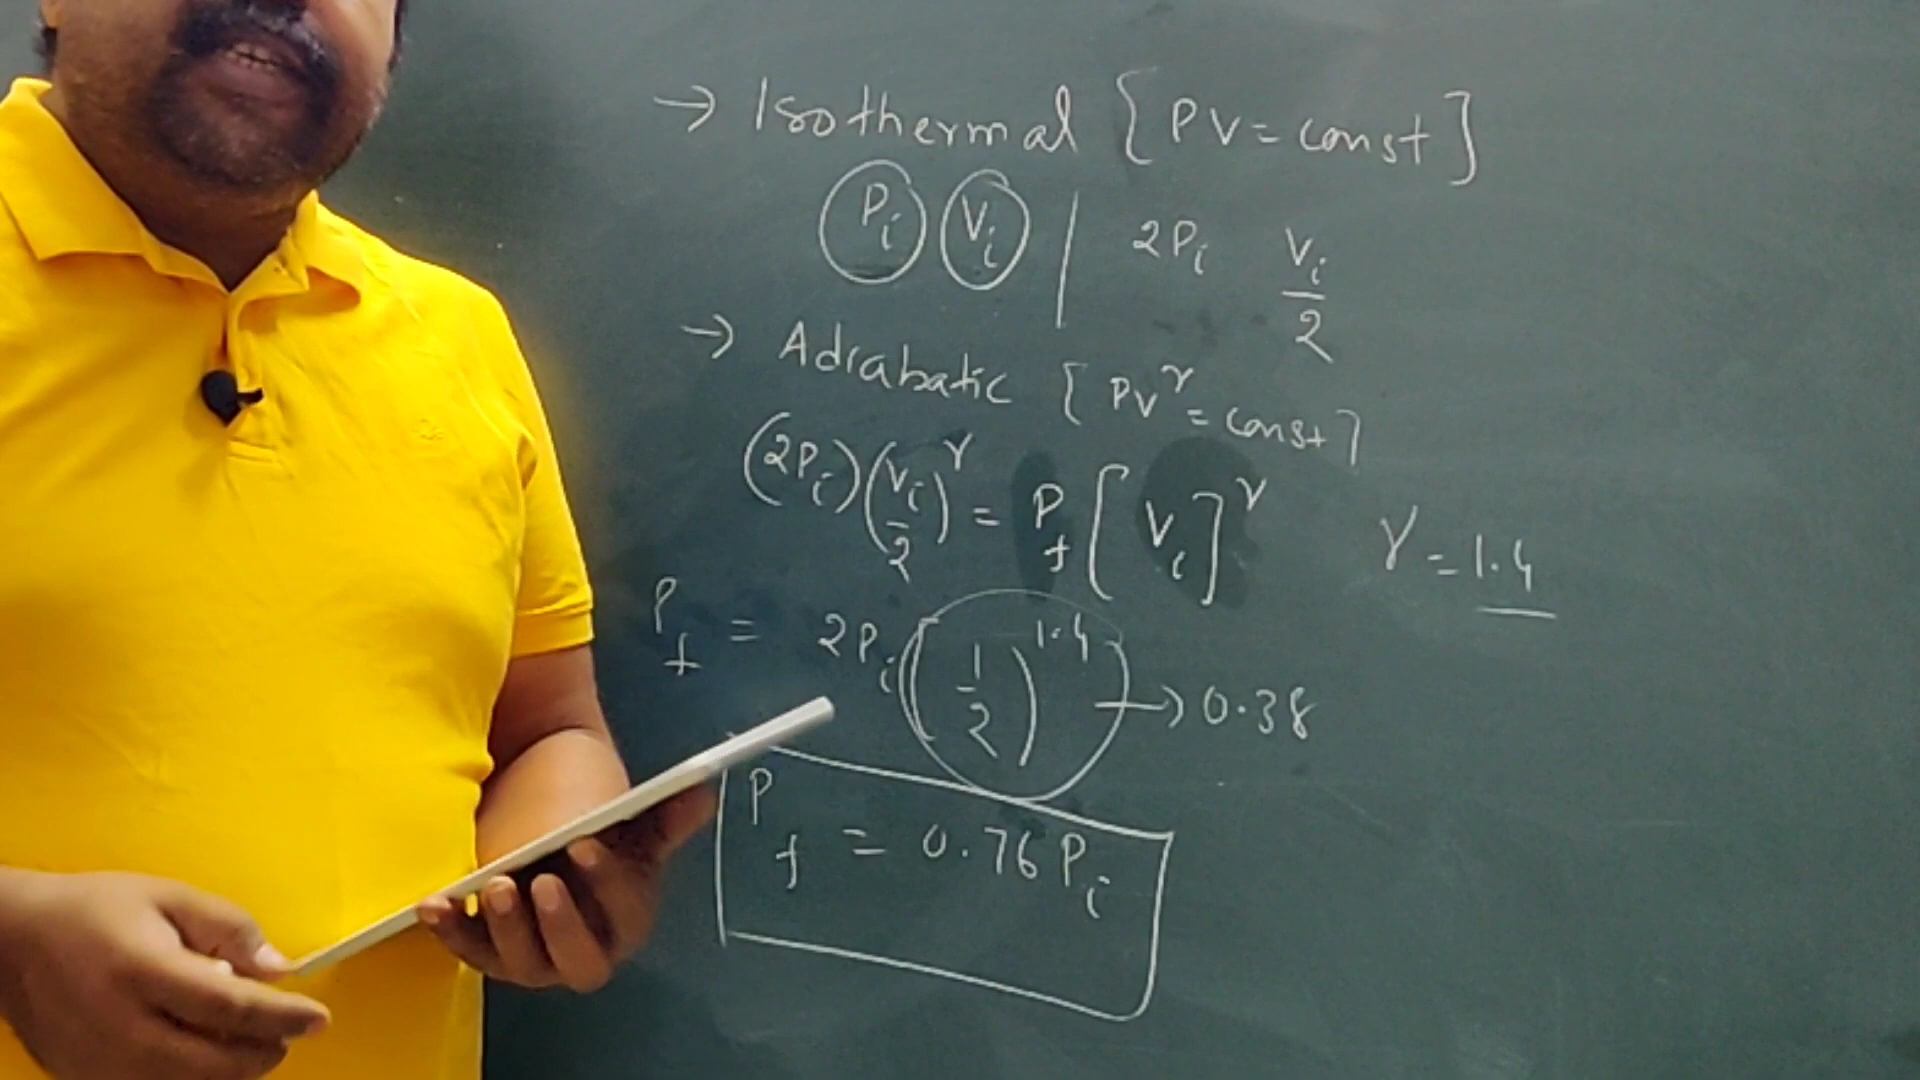 → Isothermal [PV = const]
Pi Vi | 2Pi Vi/2
→ Adiabatic [PV^γ = const]
(2Pi)(Vi/2)^γ = Pf [Vi]^γ γ = 1.4
Pf = 2Pi [(1/2)^1.4] → 0.38
Pf = 0.76 Pi